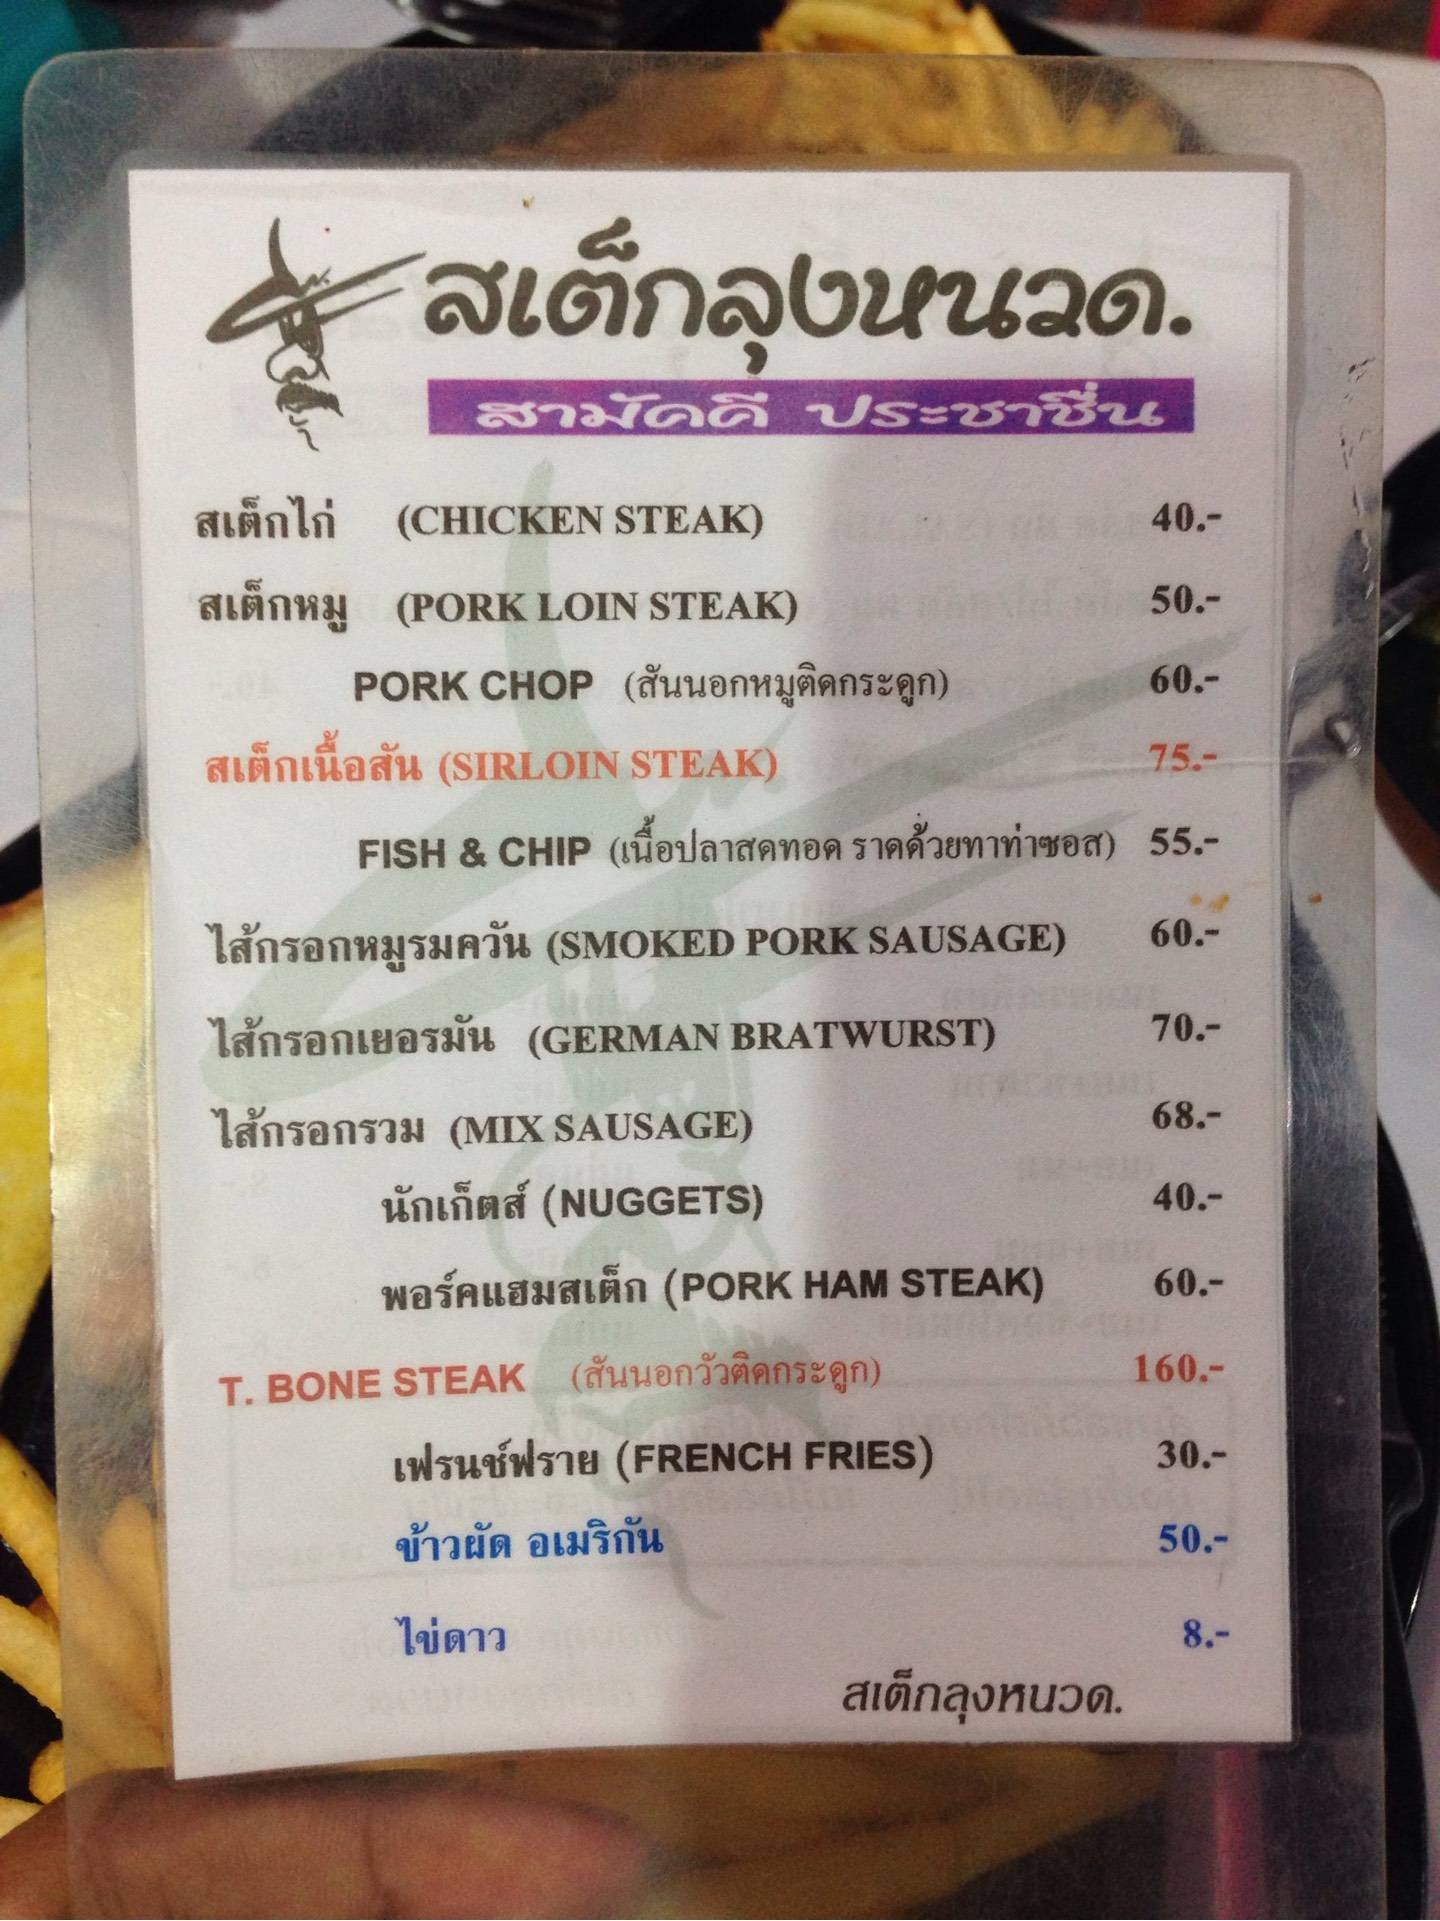 สเต็กลุงหนวด.
สามัคคี ประชาชื่น
สเต็กไก่ (CHICKEN STEAK) 40.-
สเต็กหมู (PORK LOIN STEAK) 50.-
PORK CHOP (สันนอกหมูติดกระดูก) 60.-
สเต็กเนื้อสัน (SIRLOIN STEAK) 75.-
FISH & CHIP (เนื้อปลาสดทอด ราดด้วยทาท่าซอส) 55.-
ไส้กรอกหมูรมควัน (SMOKED PORK SAUSAGE) 60.-
ไส้กรอกเยอรมัน (GERMAN BRATWURST) 70.-
ไส้กรอกรวม (MIX SAUSAGE) 68.-
นักเก็ตส์ (NUGGETS) 40.-
พอร์คแฮมสเต็ก (PORK HAM STEAK) 60.-
T. BONE STEAK (สันนอกวัวติดกระดูก) 160.-
เฟรนช์ฟราย (FRENCH FRIES) 30.-
ข้าวผัด อเมริกัน 50.-
ไข่ดาว 8.-
สเต็กลุงหนวด.